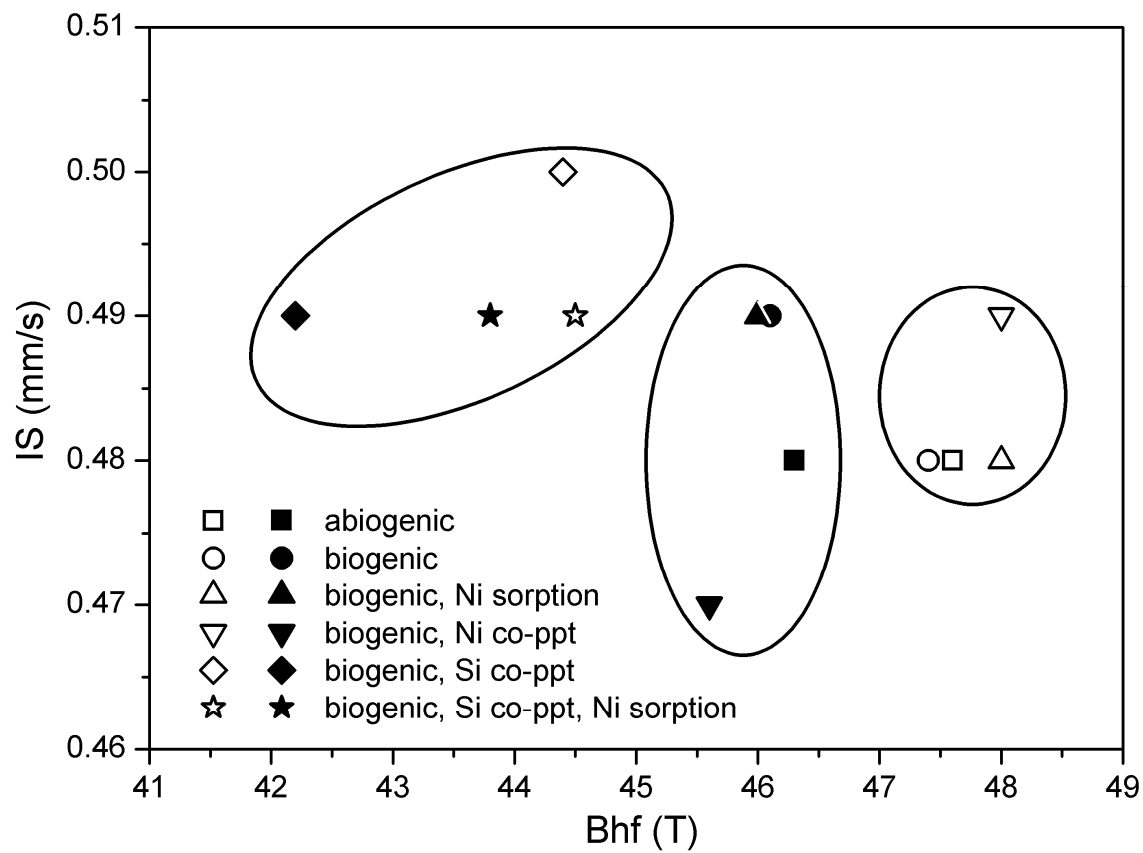 0.51
0.50
0.49
0.48
0.47
0.46
IS (mm/s)
abiogenic
biogenic
biogenic, Ni sorption
biogenic, Ni co-ppt
biogenic, Si co-ppt
biogenic, Si co-ppt, Ni sorption
41 42 43 44 45 46 47 48 49
Bhf (T)